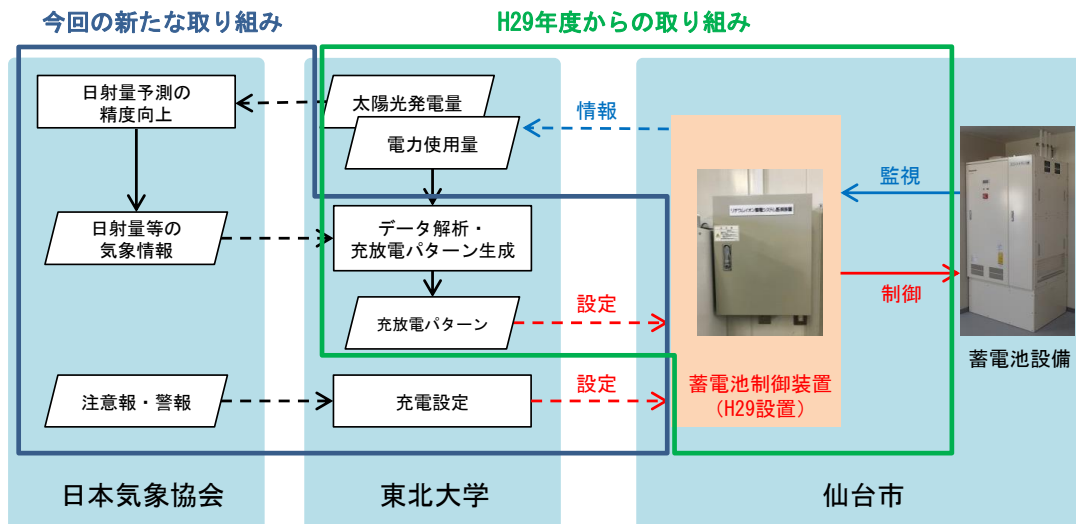 今回の新たな取り組み
H29年度からの取り組み
日射量予測の
精度向上
太陽光発電量
電力使用量
情報
監視
日射量等の
気象情報
データ解析・
充放電パターン生成
制御
充放電パターン
設定
蓄電池設備
注意報・警報
充電設定
設定
蓄電池制御装置
（H29設置）
日本気象協会
東北大学
仙台市